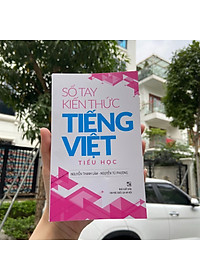 SỔ TAY
KIẾN THỨC
TIẾNG
VIỆT
TIỂU HỌC